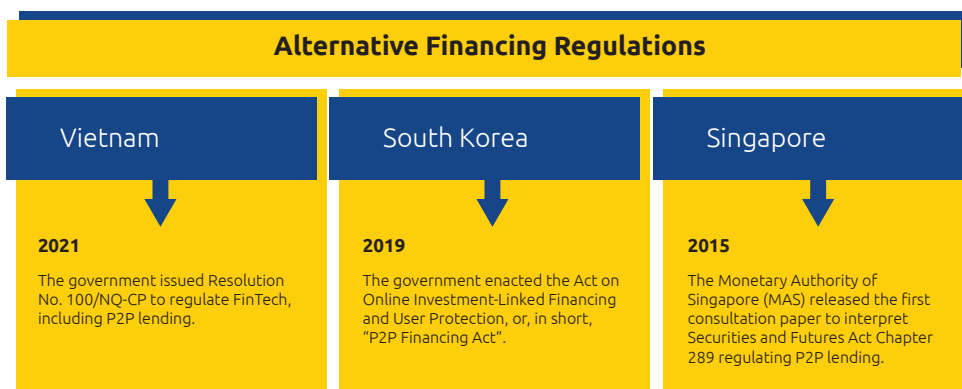 Alternative Financing Regulations
Vietnam
2021
The government issued Resolution
No. 100/NQ-CP to regulate FinTech,
including P2P lending.
South Korea
2019
The government enacted the Act on
Online Investment-Linked Financing
and User Protection, or, in short,
“P2P Financing Act”.
Singapore
2015
The Monetary Authority of
Singapore (MAS) released the first
consultation paper to interpret
Securities and Futures Act Chapter
289 regulating P2P lending.